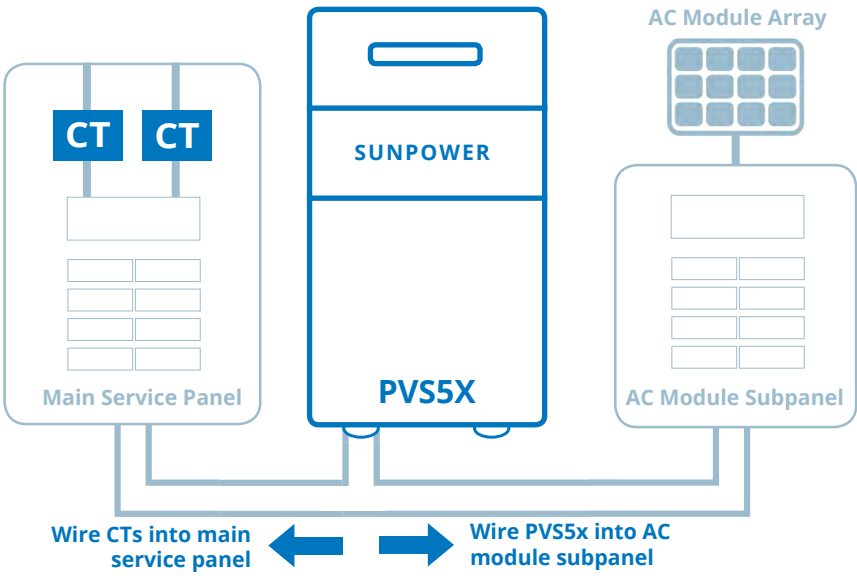 AC Module Array
CT
CT
SUNPOWER
PVS5X
Main Service Panel
AC Module Subpanel
Wire CTs into main
service panel
Wire PVS5x into AC
module subpanel